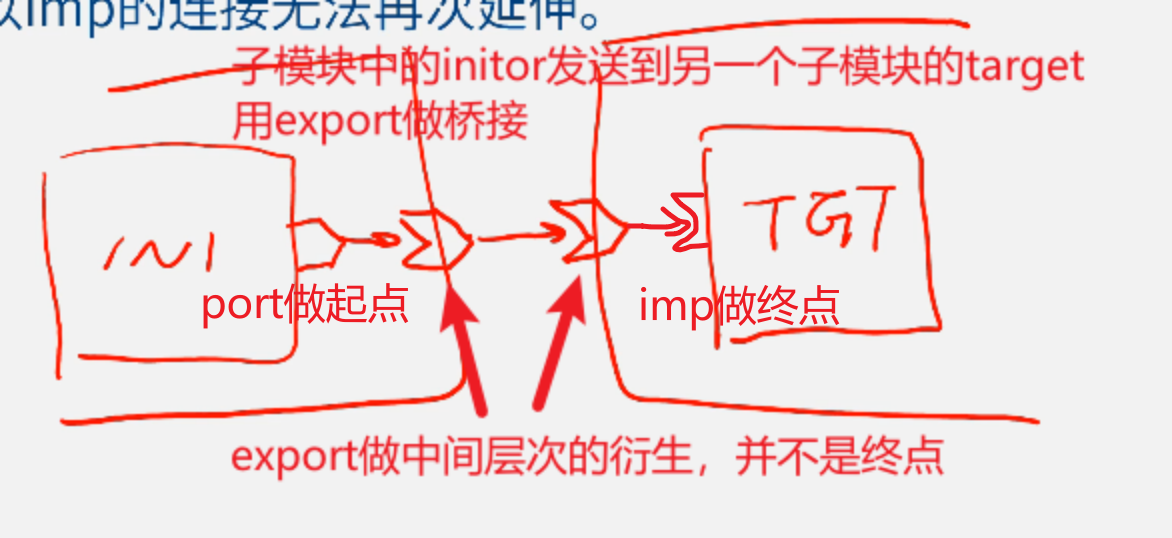 以imp的连接无法再次延伸。
子模块中的initor发送到另一个子模块的target
用export做桥接
INI
TGT
port做起点
imp做终点
export做中间层次的衍生，并不是终点